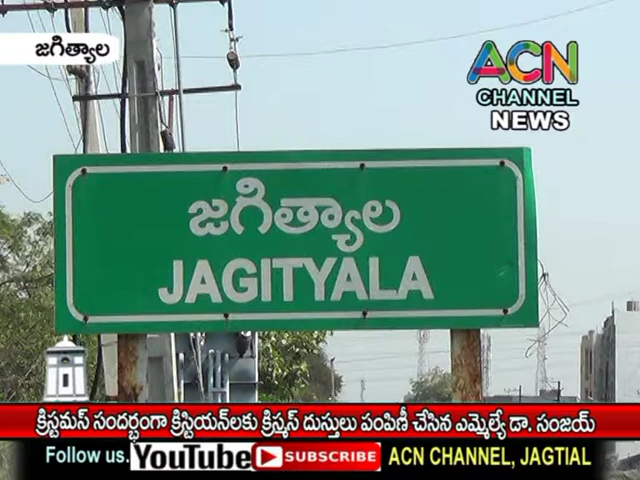 జగిత్యాల
ACN
CHANNEL
NEWS
జగిత్యాల
JAGITYALA
క్రిస్టమస్ సందర్భంగా క్రిస్టియన్‌లకు క్రిస్మస్ దుస్తులు పంపిణీ చేసిన ఎమ్మెల్యే డా. సంజయ్
Follow us. YouTube SUBSCRIBE ACN CHANNEL, JAGTIAL